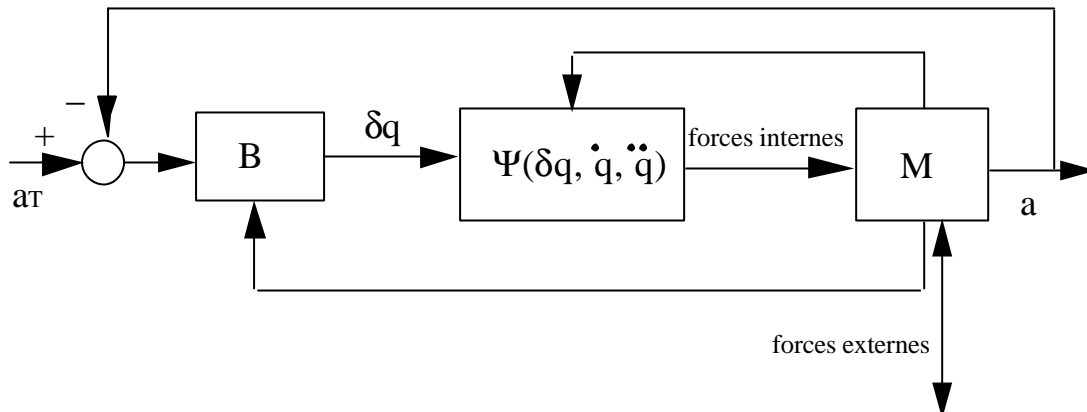 −
+
aT
B
δq
Ψ(δq, q̇, q̈)
forces internes
M
a
forces externes